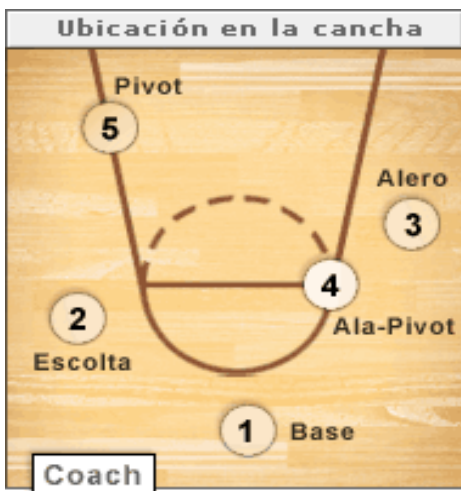 Ubicación en la cancha
Pivot
5
Alero
3
4
Ala-Pivot
2
Escolta
1 Base
Coach